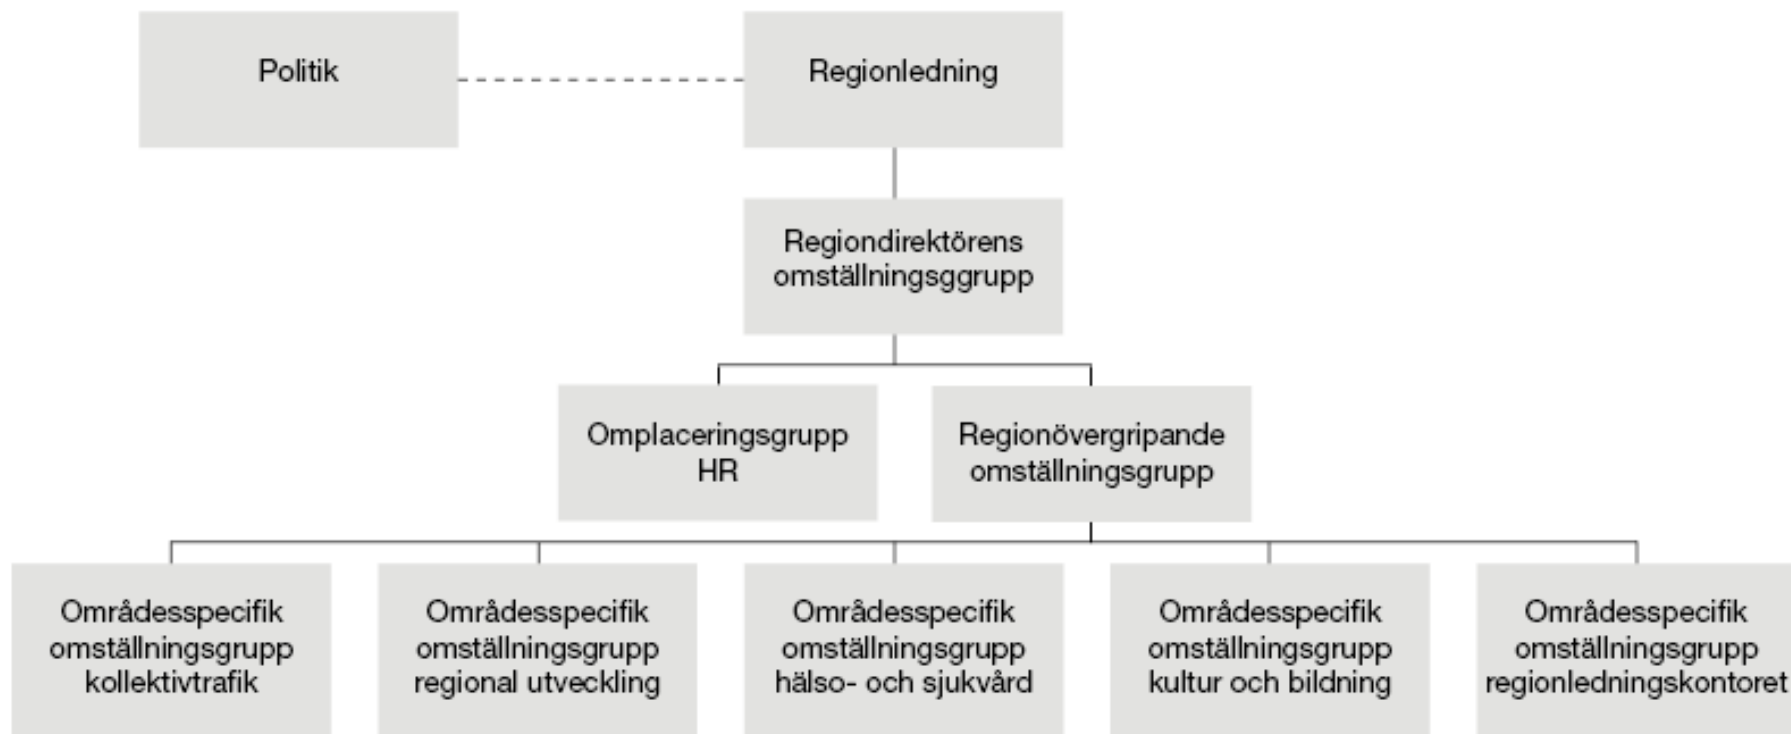 Politik
Regionledning
Regiondirektörens
omställningsggrupp
Omplaceringsgrupp
HR
Regionövergripande
omställningsgrupp
Områdesspecifik
omställningsgrupp
kollektivtrafik
Områdesspecifik
omställningsgrupp
regional utveckling
Områdesspecifik
omställningsgrupp
hälso- och sjukvård
Områdesspecifik
omställningsgrupp
kultur och bildning
Områdesspecifik
omställningsgrupp
regionledningskontoret